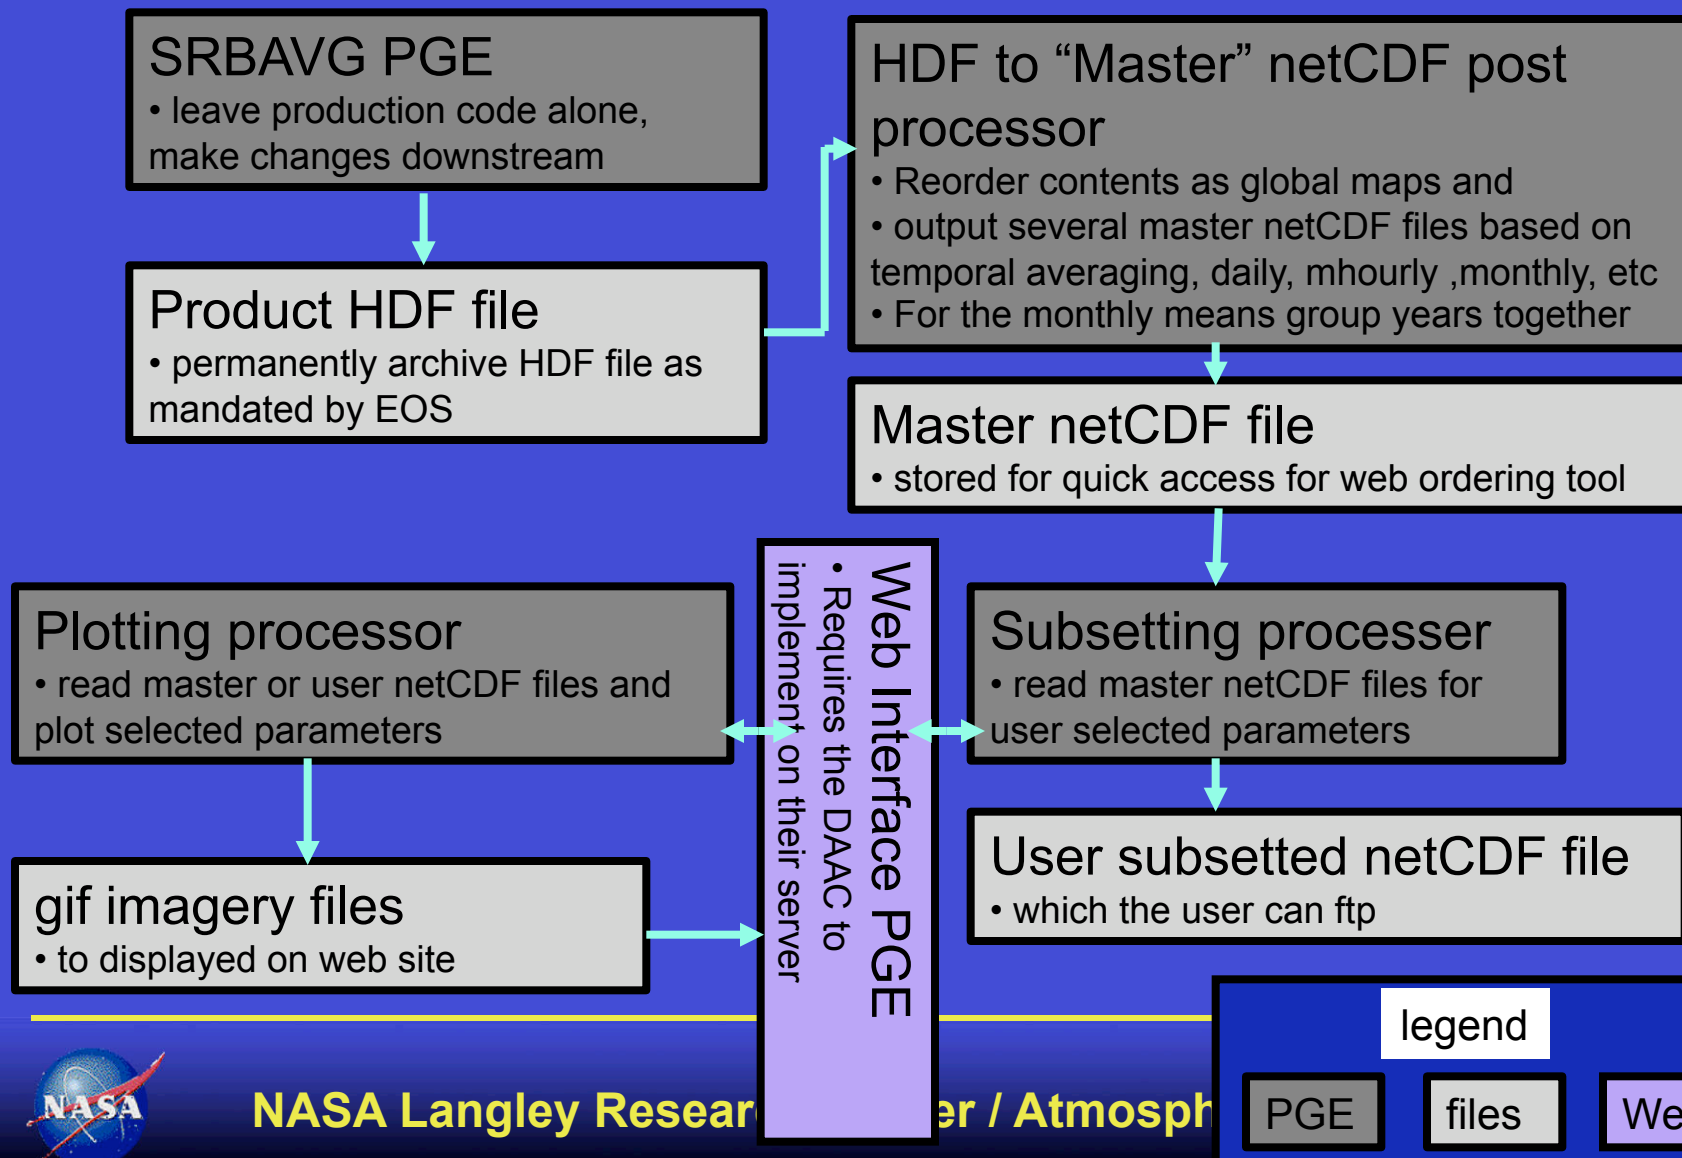 SRBAVG PGE
• leave production code alone,
make changes downstream
Product HDF file
• permanently archive HDF file as
mandated by EOS
HDF to “Master” netCDF post
processor
• Reorder contents as global maps and
• output several master netCDF files based on
temporal averaging, daily, mhourly ,monthly, etc
• For the monthly means group years together
Master netCDF file
• stored for quick access for web ordering tool
Subsetting processer
• read master netCDF files for
user selected parameters
User subsetted netCDF file
• which the user can ftp
Web Interface PGE
• Requires the DAAC to
implement on their server
Plotting processor
• read master or user netCDF files and
plot selected parameters
gif imagery files
• to displayed on web site
legend
PGE
files
NASA
NASA Langley /